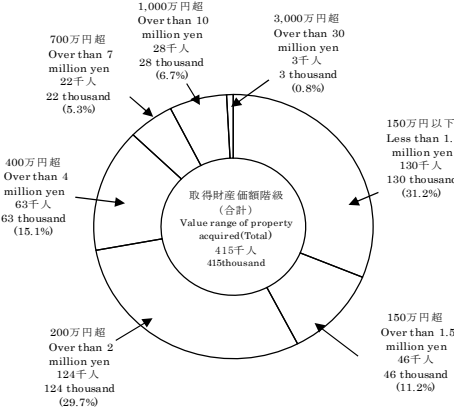 1,000万円超
Over than 10
million yen
28千人
28 thousand
(6.7%)
3,000万円超
Over than 30
million yen
3千人
3 thousand
(0.8%)
700万円超
Over than 7
million yen
22千人
22 thousand
(5.3%)
150万円以下
Less than 1.
million yen
130千人
130 thousand
(31.2%)
400万円超
Over than 4
million yen
63千人
63 thousand
(15.1%)
取得財産価額階級
(合計)
Value range of property
acquired(Total)
415千人
415thousand
200万円超
Over than 2
million yen
124千人
124 thousand
(29.7%)
150万円超
Over than 1.5
million yen
46千人
46 thousand
(11.2%)